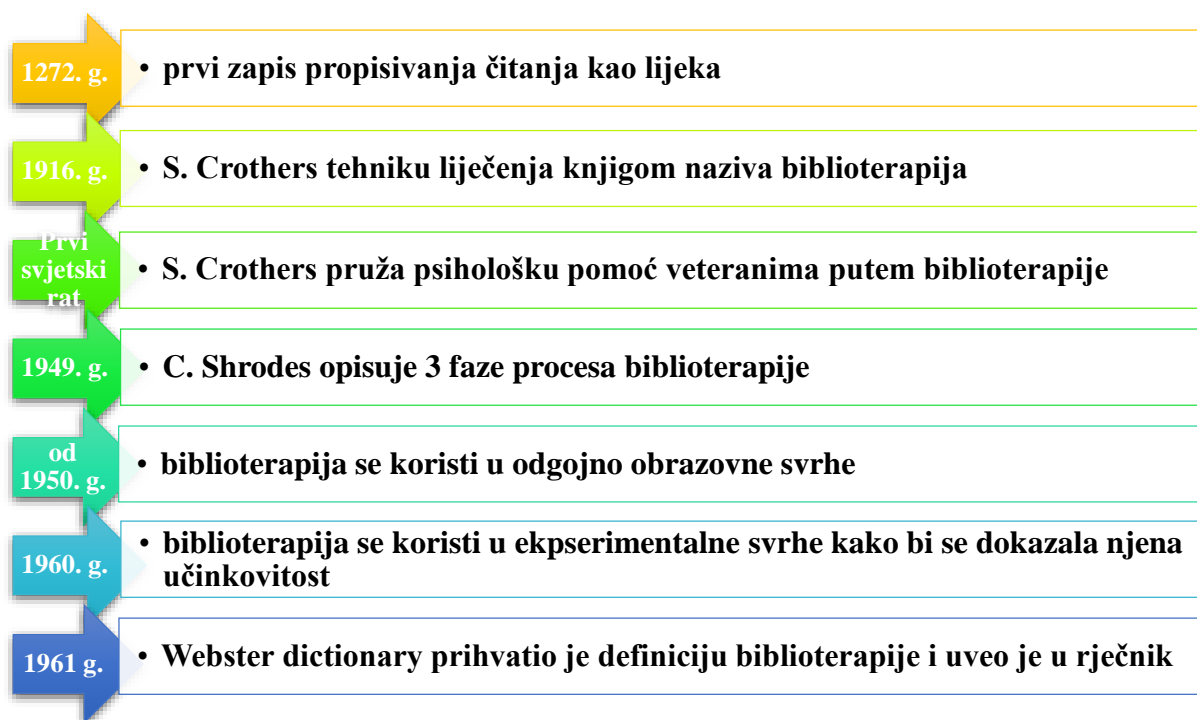 1272. g.
• prvi zapis propisivanja čitanja kao lijeka
1916. g.
• S. Crothers tehniku liječenja knjigom naziva biblioterapija
Prvi
svjetski
rat
• S. Crothers pruža psihološku pomoć veteranima putem biblioterapije
1949. g.
• C. Shrodes opisuje 3 faze procesa biblioterapije
od
1950. g.
• biblioterapija se koristi u odgojno obrazovne svrhe
1960. g.
• biblioterapija se koristi u ekpserimentalne svrhe kako bi se dokazala njena
učinkovitost
1961 g.
• Webster dictionary prihvatio je definiciju biblioterapije i uveo je u rječnik